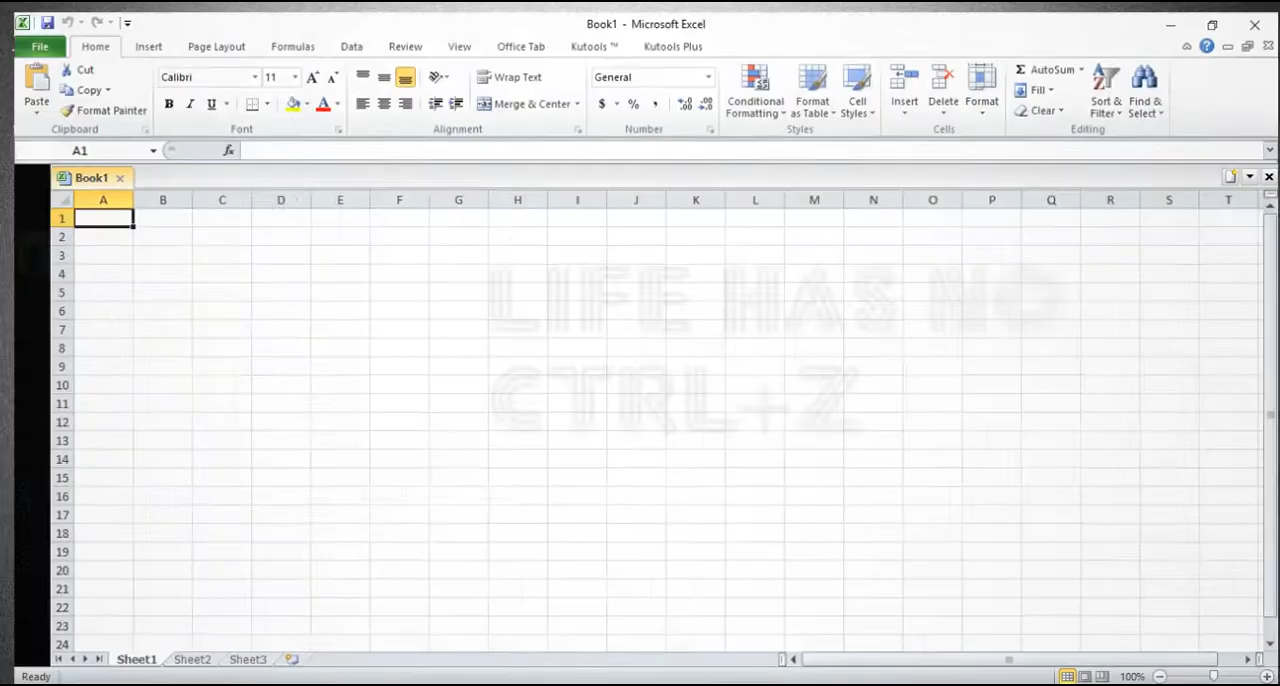 Book1 - Microsoft Excel
File Home Insert Page Layout Formulas Data Review View Office Tab Kutools ™ Kutools Plus
Paste
Cut
Copy
Format Painter
Clipboard
Calibri 11
B I U
Font
Wrap Text
Merge & Center
Alignment
General
$ % ,
Number
Conditional Formatting
Format as Table
Cell Styles
Styles
Insert
Delete
Format
Cells
Σ AutoSum
Fill
Clear
Sort & Filter
Find & Select
Editing
A1 fx
Book1
A B C D E F G H I J K L M N O P Q R S T
1
2
3
4
5
6
7
8
9
10
11
12
13
14
15
16
17
18
19
20
21
22
23
24
LIFE HAS NO
CTRL+Z
Sheet1 Sheet2 Sheet3
Ready 100%